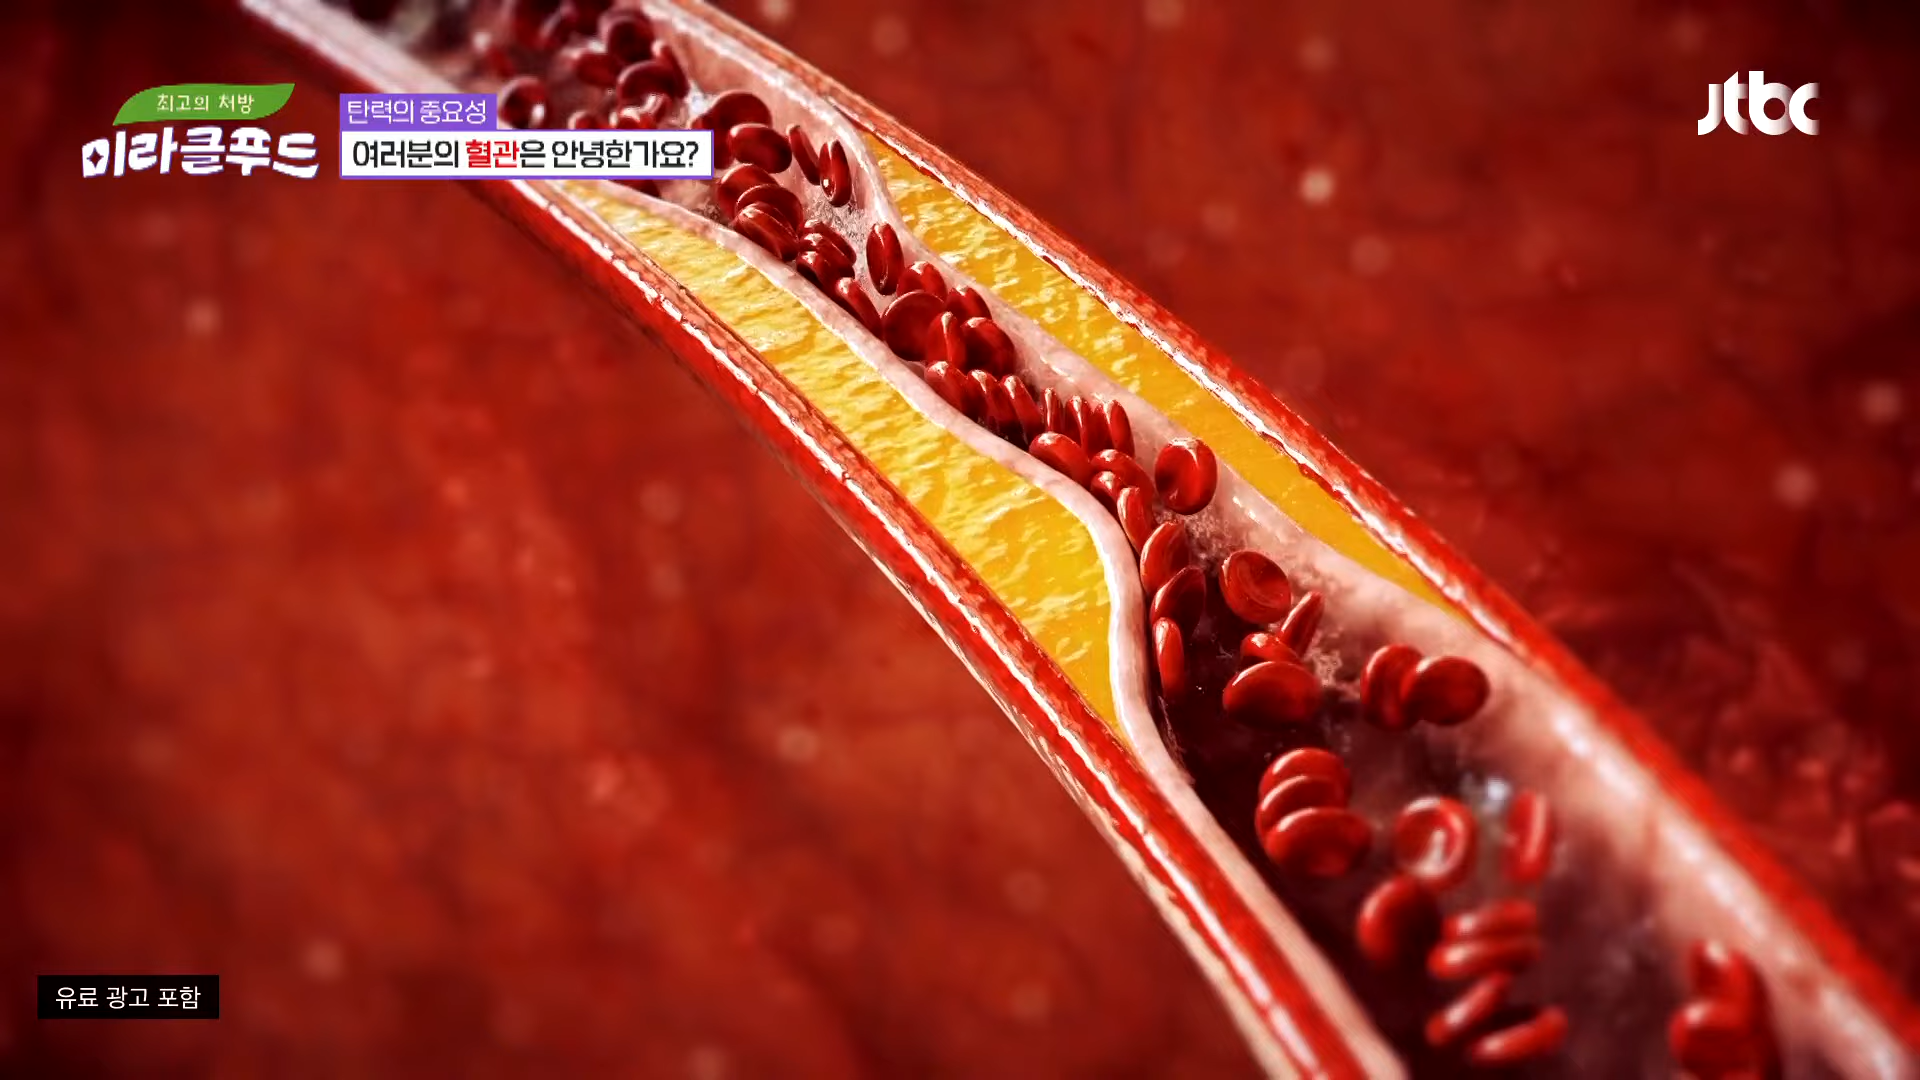 최고의 처방
미라클푸드
탄력의 중요성
여러분의 혈관은 안녕한가요?
jtbc
유료 광고 포함